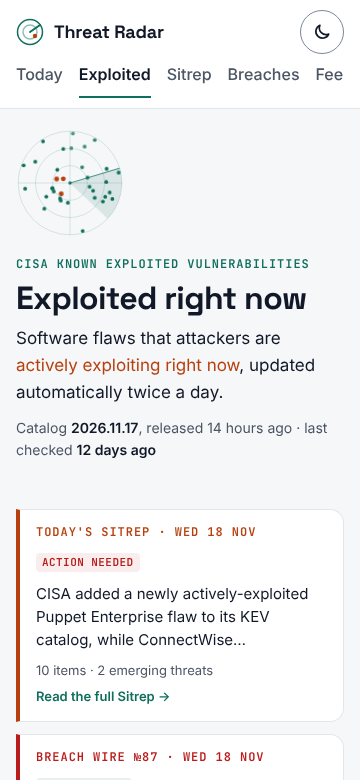 Threat Radar
Today Exploited Sitrep Breaches Fee
CISA KNOWN EXPLOITED VULNERABILITIES
Exploited right now
Software flaws that attackers are
actively exploiting right now, updated
automatically twice a day.
Catalog 2026.11.17, released 14 hours ago · last
checked 12 days ago
TODAY'S SITREP · WED 18 NOV
ACTION NEEDED
CISA added a newly actively-exploited
Puppet Enterprise flaw to its KEV
catalog, while ConnectWise...
10 items · 2 emerging threats
Read the full Sitrep →
BREACH WIRE №87 · WED 18 NOV